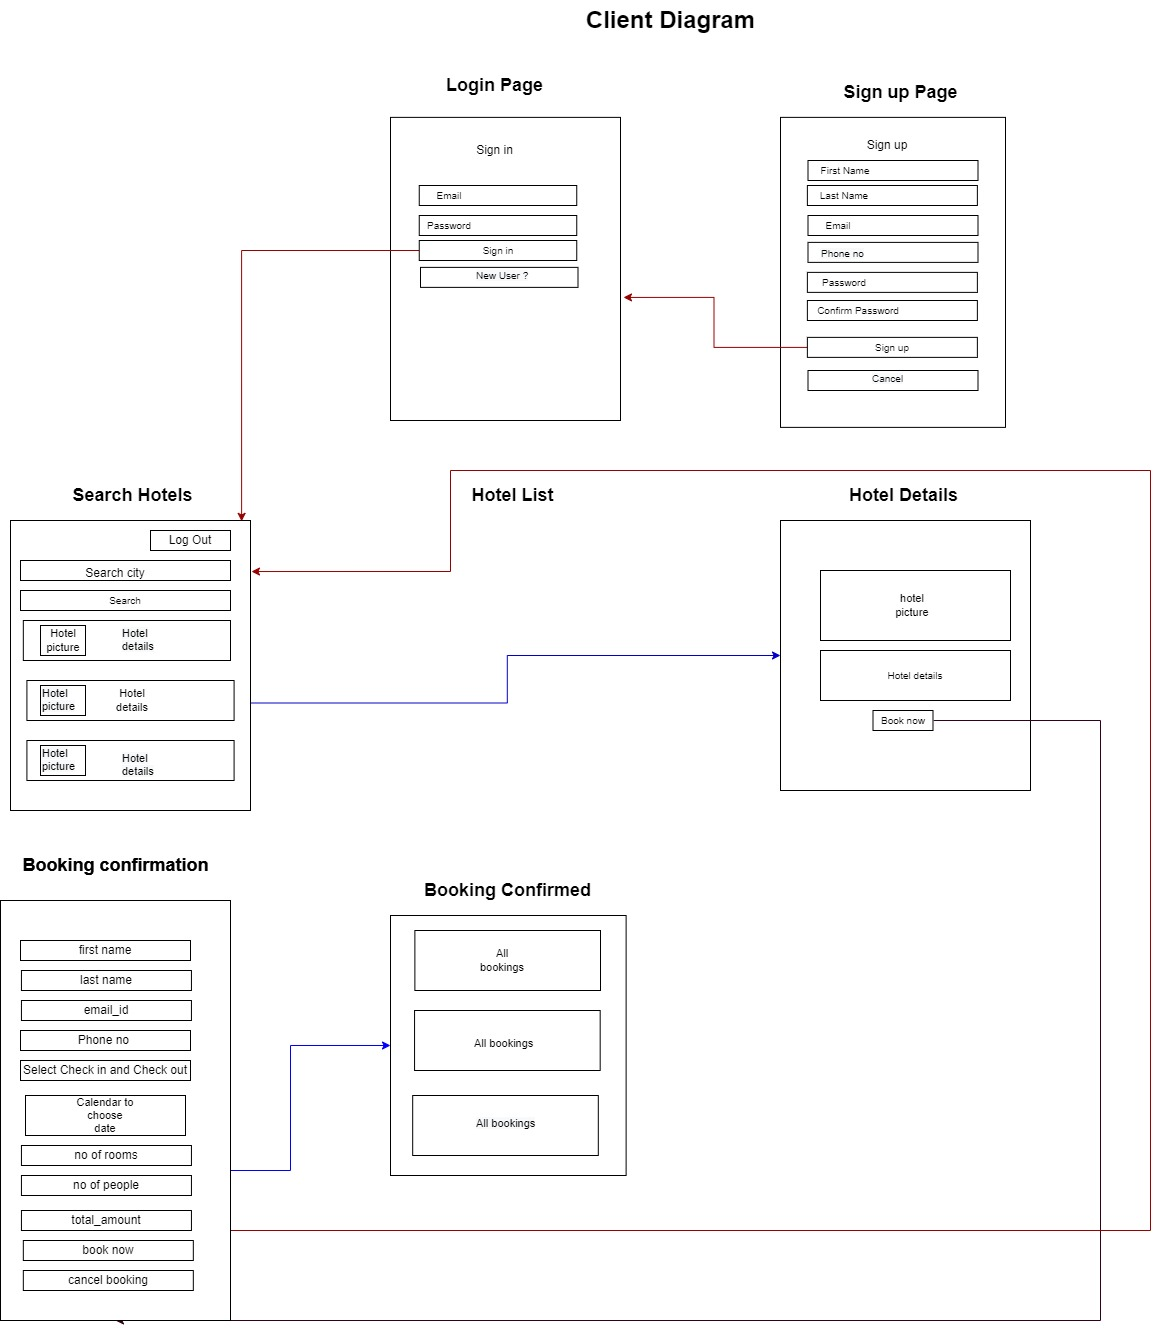 Client Diagram
Login Page
Sign in
Email
Password
Sign in
New User ?
Sign up Page
Sign up
First Name
Last Name
Email
Phone no
Password
Confirm Password
Sign up
Cancel
Search Hotels
Log Out
Search city
Search
Hotel
picture
Hotel
details
Hotel
picture
Hotel
details
Hotel
picture
Hotel
details
Hotel List
Hotel Details
hotel
picture
Hotel details
Book now
Booking confirmation
first name
last name
email_id
Phone no
Select Check in and Check out
Calendar to
choose
date
no of rooms
no of people
total_amount
book now
cancel booking
Booking Confirmed
All
bookings
All bookings
All bookings